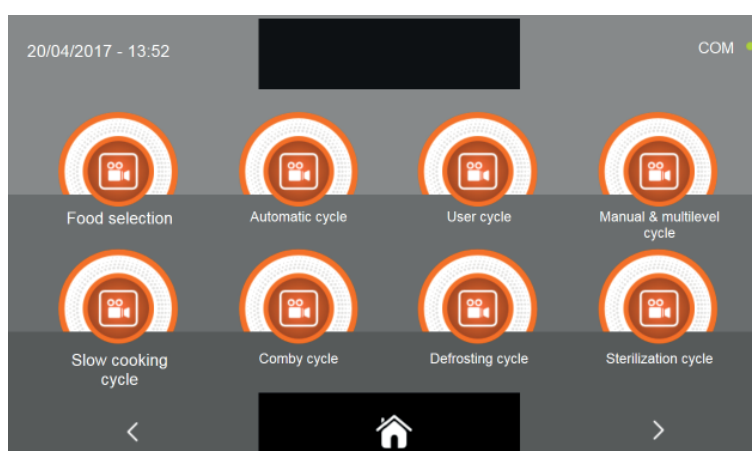 20/04/2017 - 13:52
COM
Food selection
Automatic cycle
User cycle
Manual & multilevel
cycle
Slow cooking
cycle
Comby cycle
Defrosting cycle
Sterilization cycle